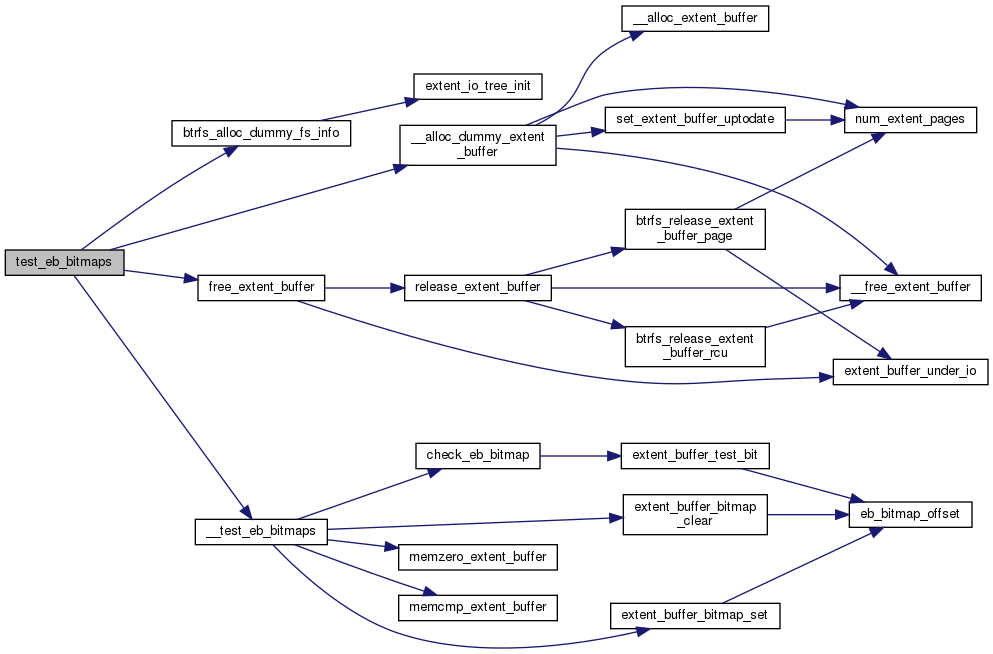 __alloc_extent_buffer
extent_io_tree_init
btrfs_alloc_dummy_fs_info
__alloc_dummy_extent
_buffer
set_extent_buffer_uptodate
num_extent_pages
btrfs_release_extent
_buffer_page
test_eb_bitmaps
free_extent_buffer
release_extent_buffer
__free_extent_buffer
btrfs_release_extent
_buffer_rcu
extent_buffer_under_io
check_eb_bitmap
extent_buffer_test_bit
extent_buffer_bitmap
_clear
eb_bitmap_offset
__test_eb_bitmaps
memzero_extent_buffer
memcmp_extent_buffer
extent_buffer_bitmap_set